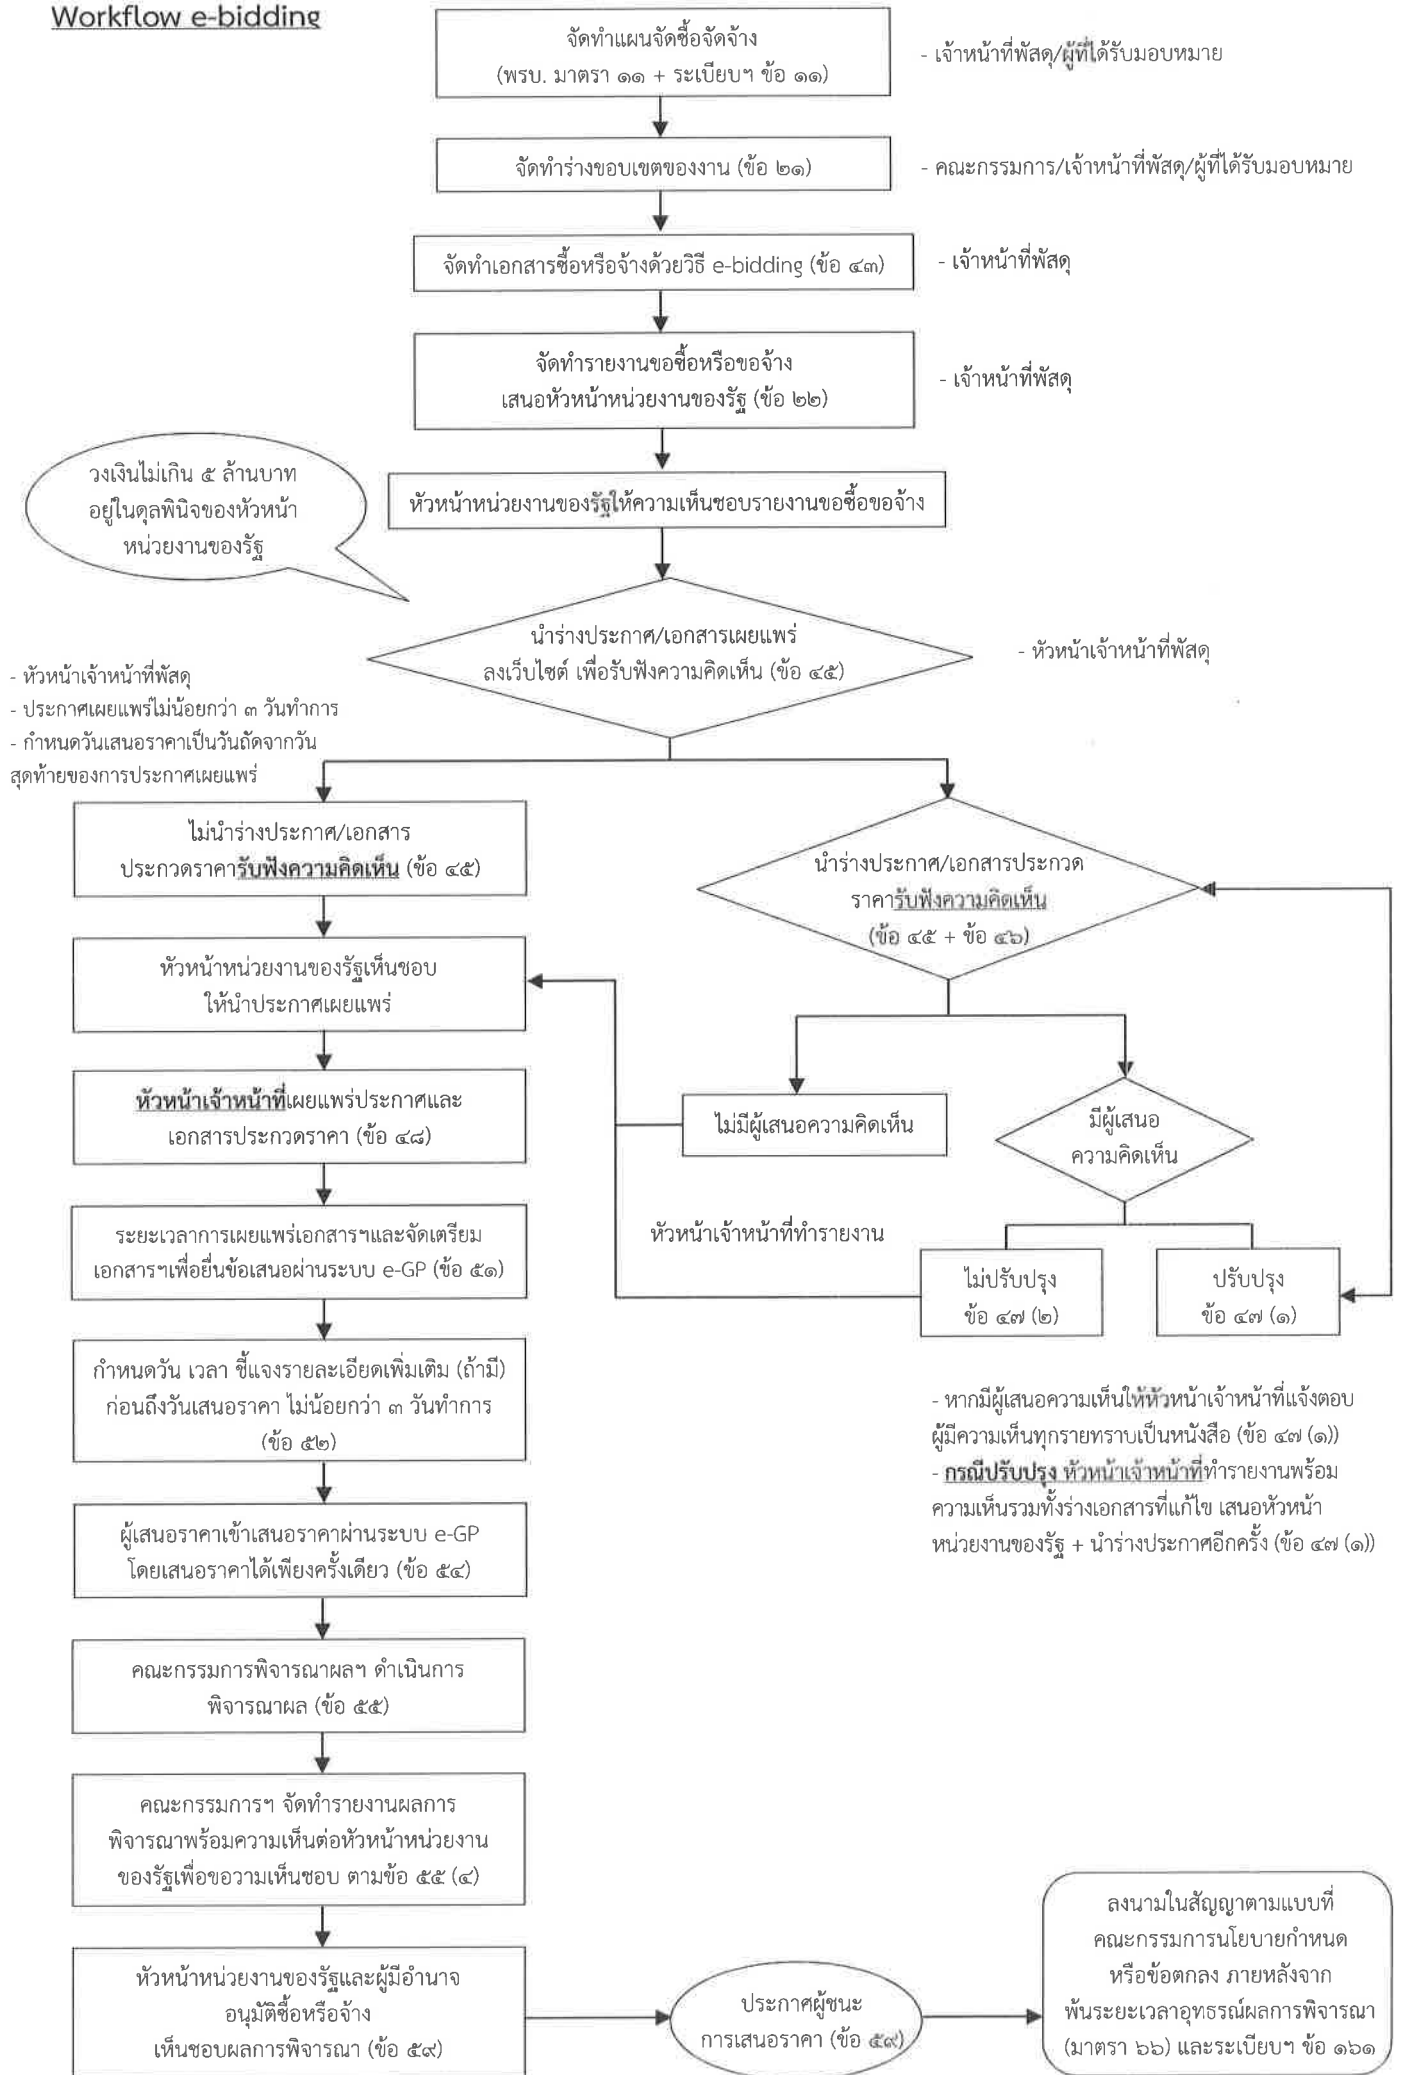 Workflow e-bidding
จัดทำแผนจัดซื้อจัดจ้าง
(พรบ. มาตรา ๑๑ + ระเบียบฯ ข้อ ๑๑)
- เจ้าหน้าที่พัสดุ/ผู้ที่ได้รับมอบหมาย
จัดทำร่างขอบเขตของงาน (ข้อ ๒๑)
- คณะกรรมการ/เจ้าหน้าที่พัสดุ/ผู้ที่ได้รับมอบหมาย
จัดทำเอกสารซื้อหรือจ้างด้วยวิธี e-bidding (ข้อ ๔๓)
- เจ้าหน้าที่พัสดุ
จัดทำรายงานขอซื้อหรือขอจ้าง
เสนอหัวหน้าหน่วยงานของรัฐ (ข้อ ๒๒)
- เจ้าหน้าที่พัสดุ
วงเงินไม่เกิน ๕ ล้านบาท
อยู่ในดุลพินิจของหัวหน้า
หน่วยงานของรัฐ
หัวหน้าหน่วยงานของรัฐให้ความเห็นชอบรายงานขอซื้อขอจ้าง
นำร่างประกาศ/เอกสารเผยแพร่
ลงเว็บไซต์ เพื่อรับฟังความคิดเห็น (ข้อ ๔๕)
- หัวหน้าเจ้าหน้าที่พัสดุ
- หัวหน้าเจ้าหน้าที่พัสดุ
- ประกาศเผยแพร่ไม่น้อยกว่า ๓ วันทำการ
- กำหนดวันเสนอราคาเป็นวันถัดจากวัน
สุดท้ายของการประกาศเผยแพร่
ไม่นำร่างประกาศ/เอกสาร
ประกวดราคารับฟังความคิดเห็น (ข้อ ๔๕)
นำร่างประกาศ/เอกสารประกวด
ราคารับฟังความคิดเห็น
(ข้อ ๔๕ + ข้อ ๔๖)
หัวหน้าหน่วยงานของรัฐเห็นชอบ
ให้นำประกาศเผยแพร่
หัวหน้าเจ้าหน้าที่เผยแพร่ประกาศและ
เอกสารประกวดราคา (ข้อ ๔๘)
ไม่มีผู้เสนอความคิดเห็น
มีผู้เสนอ
ความคิดเห็น
ระยะเวลาการเผยแพร่เอกสารฯและจัดเตรียม
เอกสารฯเพื่อยื่นข้อเสนอผ่านระบบ e-GP (ข้อ ๕๑)
หัวหน้าเจ้าหน้าที่ทำรายงาน
ไม่ปรับปรุง
ข้อ ๔๗ (๒)
ปรับปรุง
ข้อ ๔๗ (๑)
กำหนดวัน เวลา ชี้แจงรายละเอียดเพิ่มเติม (ถ้ามี)
ก่อนถึงวันเสนอราคา ไม่น้อยกว่า ๓ วันทำการ
(ข้อ ๕๒)
- หากมีผู้เสนอความเห็นให้หัวหน้าเจ้าหน้าที่แจ้งตอบ
ผู้มีความเห็นทุกรายทราบเป็นหนังสือ (ข้อ ๔๗ (๑))
- กรณีปรับปรุง หัวหน้าเจ้าหน้าที่ทำรายงานพร้อม
ความเห็นรวมทั้งร่างเอกสารที่แก้ไข เสนอหัวหน้า
หน่วยงานของรัฐ + นำร่างประกาศอีกครั้ง (ข้อ ๔๗ (๑))
ผู้เสนอราคาเข้าเสนอราคาผ่านระบบ e-GP
โดยเสนอราคาได้เพียงครั้งเดียว (ข้อ ๕๔)
คณะกรรมการพิจารณาผลฯ ดำเนินการ
พิจารณาผล (ข้อ ๕๕)
คณะกรรมการฯ จัดทำรายงานผลการ
พิจารณาพร้อมความเห็นต่อหัวหน้าหน่วยงาน
ของรัฐเพื่อขอวามเห็นชอบ ตามข้อ ๕๕ (๔)
หัวหน้าหน่วยงานของรัฐและผู้มีอำนาจ
อนุมัติซื้อหรือจ้าง
เห็นชอบผลการพิจารณา (ข้อ ๕๙)
ประกาศผู้ชนะ
การเสนอราคา (ข้อ ๕๙)
ลงนามในสัญญาตามแบบที่
คณะกรรมการนโยบายกำหนด
หรือข้อตกลง ภายหลังจาก
พ้นระยะเวลาอุทธรณ์ผลการพิจารณา
(มาตรา ๖๖) และระเบียบฯ ข้อ ๑๖๑